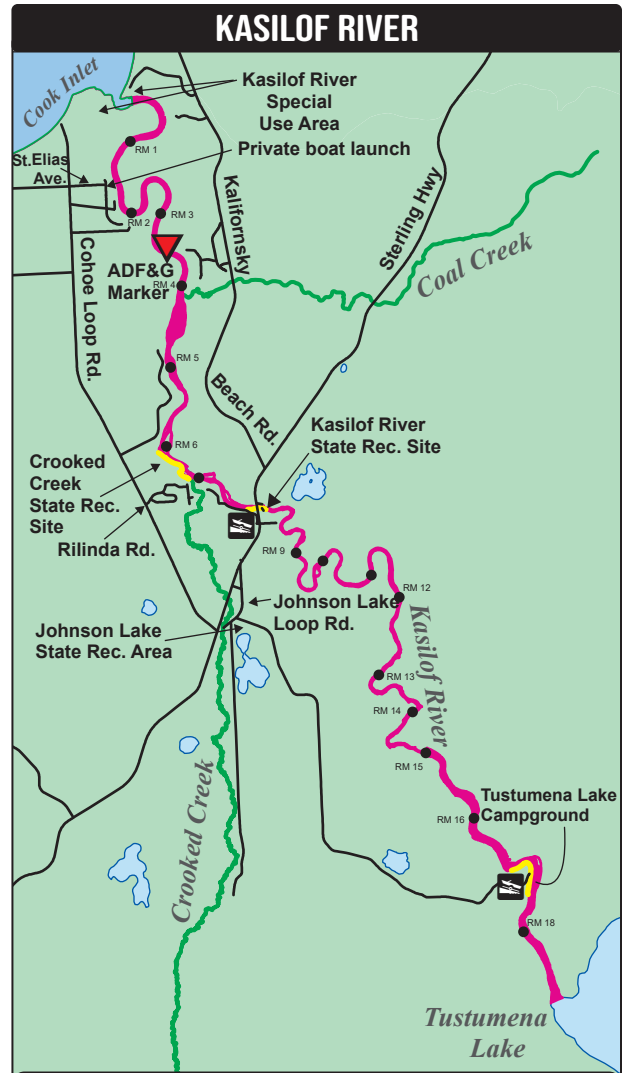 KASILOF RIVER
Cook Inlet
Kasilof River
Special
Use Area
RM 1
Private boat launch
St.Elias
Ave.
RM 2
RM 3
Kalifornsky
Sterling Hwy
Coal Creek
ADF&G
Marker
RM 4
Cohoe Loop Rd.
RM 5
Beach Rd.
RM 6
Kasilof River
State Rec. Site
Crooked
Creek
State Rec.
Site
Rilinda Rd.
RM 9
RM 12
Johnson Lake
Loop Rd.
Johnson Lake
State Rec. Area
Kasilof River
RM 13
RM 14
RM 15
RM 16
Tustumena Lake
Campground
Crooked Creek
RM 18
Tustumena
Lake